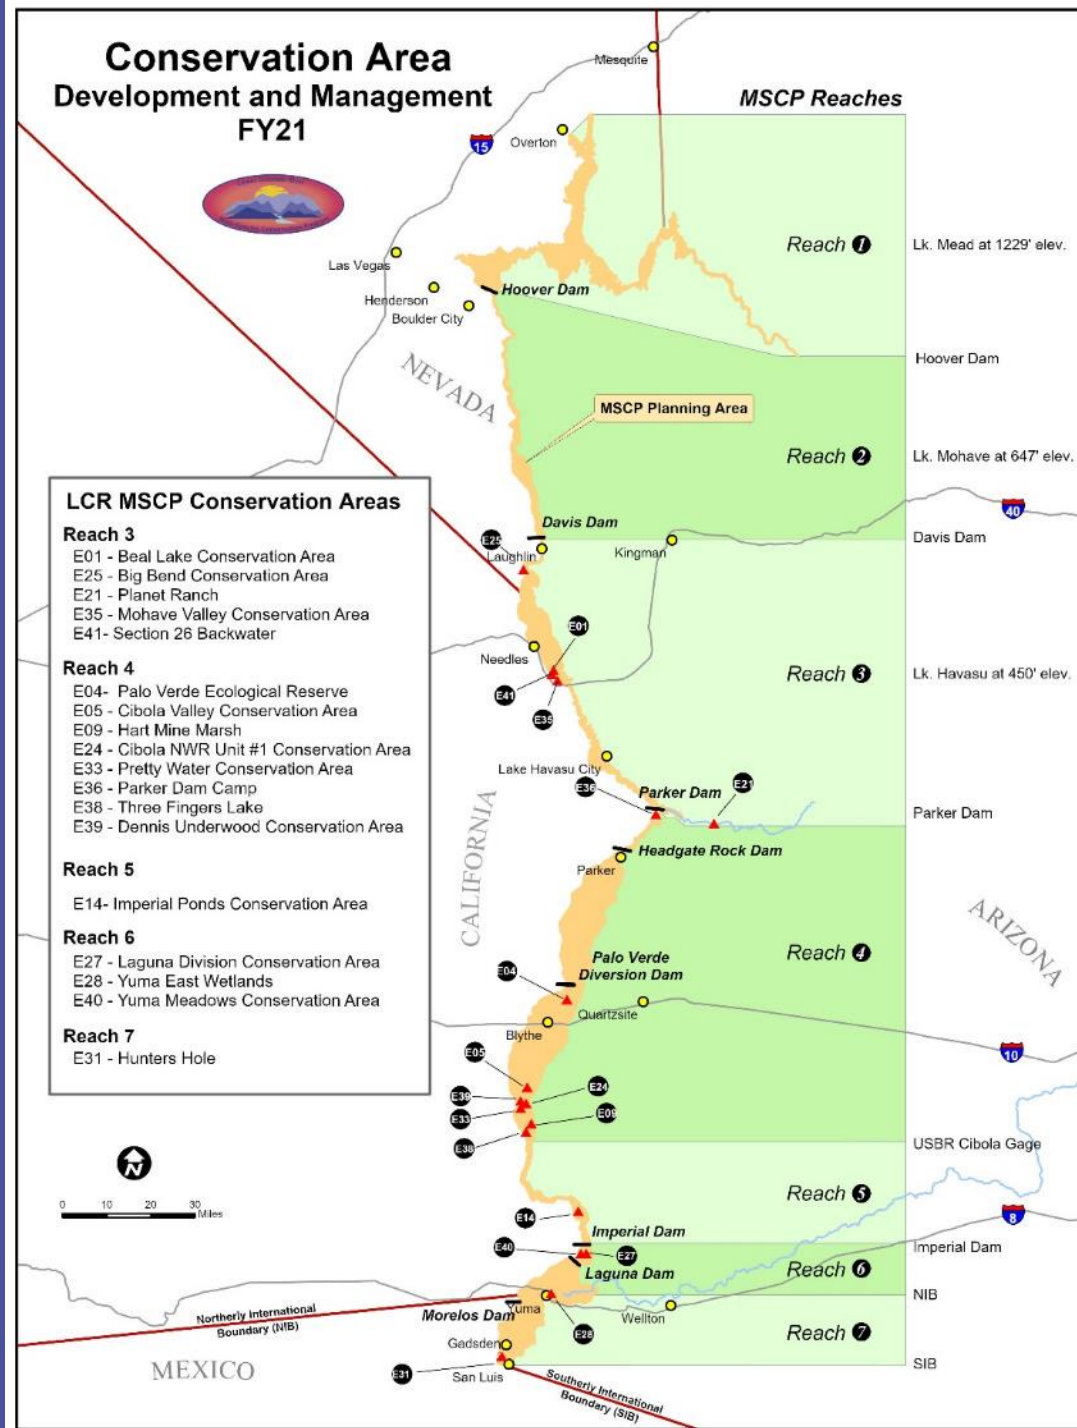 Conservation Area
Development and Management
FY21
MSCP Reaches
Mesquite
Overton
15
Reach 1
Lk. Mead at 1229' elev.
Las Vegas
Henderson
Boulder City
Hoover Dam
Hoover Dam
NEVADA
MSCP Planning Area
Reach 2
Lk. Mohave at 647' elev.
40
Davis Dam
Davis Dam
E25
Laughlin
Kingman
LCR MSCP Conservation Areas
Reach 3
E01 - Beal Lake Conservation Area
E25 - Big Bend Conservation Area
E21 - Planet Ranch
E35 - Mohave Valley Conservation Area
E41- Section 26 Backwater
Reach 4
E04- Palo Verde Ecological Reserve
E05 - Cibola Valley Conservation Area
E09 - Hart Mine Marsh
E24 - Cibola NWR Unit #1 Conservation Area
E33 - Pretty Water Conservation Area
E36 - Parker Dam Camp
E38 - Three Fingers Lake
E39 - Dennis Underwood Conservation Area
Reach 5
E14- Imperial Ponds Conservation Area
Reach 6
E27 - Laguna Division Conservation Area
E28 - Yuma East Wetlands
E40 - Yuma Meadows Conservation Area
Reach 7
E31 - Hunters Hole
E01
Needles
E41
E35
Reach 3
Lk. Havasu at 450' elev.
Lake Havasu City
E36
Parker Dam
E21
Parker Dam
CALIFORNIA
Headgate Rock Dam
Parker
ARIZONA
Reach 4
Palo Verde
Diversion Dam
E04
Quartzsite
Blythe
10
E05
E24
E39
E09
E33
E38
USBR Cibola Gage
N
0 10 20 30
Miles
Reach 5
E14
8
Imperial Dam
Imperial Dam
E40
E27
Laguna Dam
Reach 6
NIB
Northerly International
Boundary (NIB)
Morelos Dam
Yuma
Wellton
E28
Gadsden
Reach 7
MEXICO
E31
San Luis
SIB
Southerly International
Boundary (SIB)